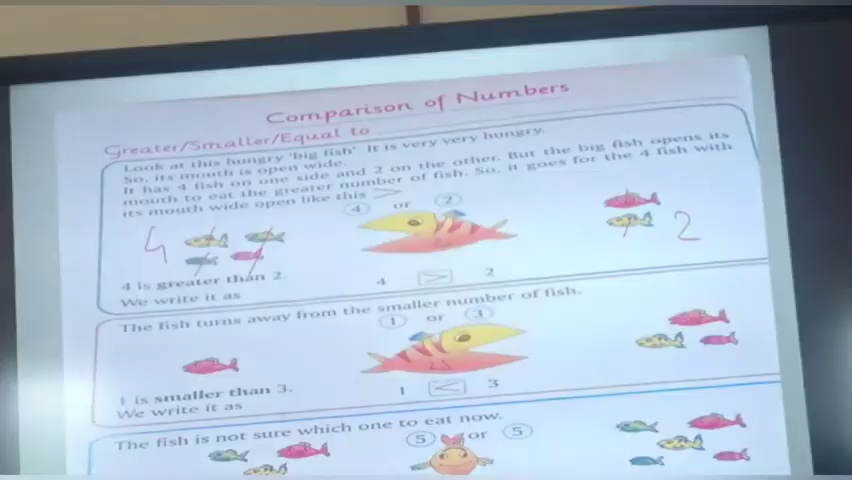 Comparison of Numbers
Greater/Smaller/Equal to
Look at this hungry 'big fish'. It is very very hungry.
So, its mouth is open wide.
It has 4 fish on one side and 2 on the other. But the big fish opens its
mouth to eat the greater number of fish. So, it goes for the 4 fish with
its mouth wide open like this >
4 or 2
4 2
4 is greater than 2.
We write it as 4 > 2
The fish turns away from the smaller number of fish.
1 or 3
1 is smaller than 3.
We write it as 1 < 3
The fish is not sure which one to eat now.
5 or 5